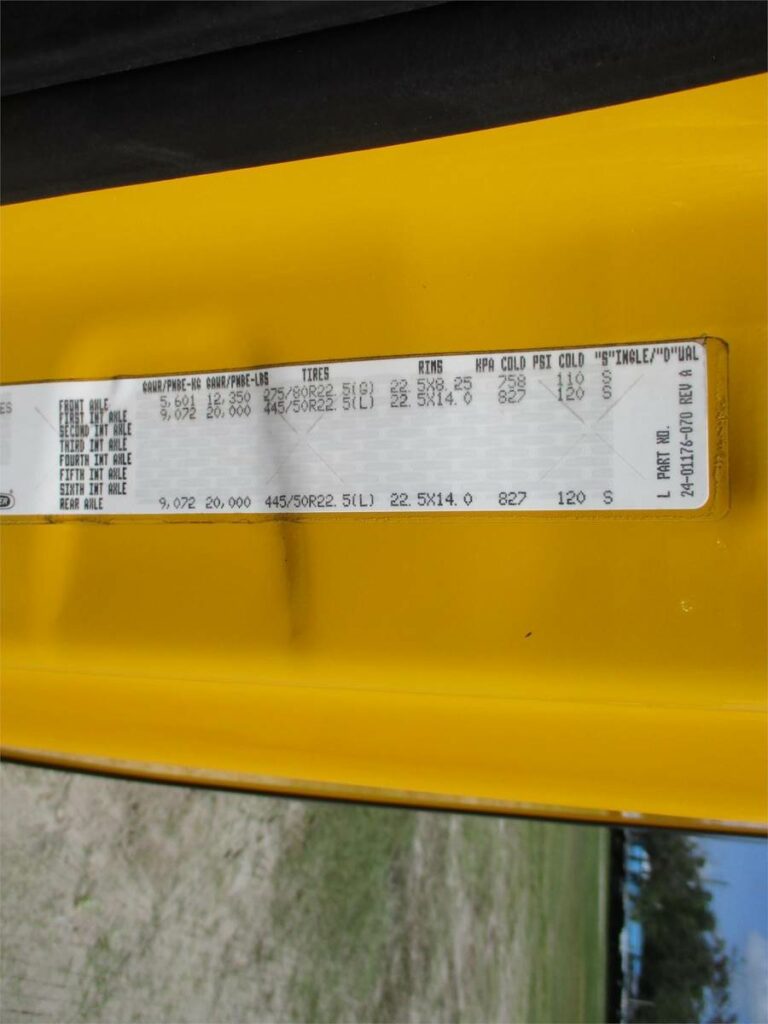 GAWR/PNBE-KG GAWR/PNBE-LBS TIRES RIMS KPA COLD PSI COLD "S"INGLE/"D"UAL
FRONT AXLE 5,601 12,350 275/80R22.5(G) 22.5X8.25 758 110 S
FIRST INT AXLE 9,072 20,000 445/50R22.5(L) 22.5X14.0 827 120 S
SECOND INT AXLE
THIRD INT AXLE
FOURTH INT AXLE
FIFTH INT AXLE
SIXTH INT AXLE
REAR AXLE 9,072 20,000 445/50R22.5(L) 22.5X14.0 827 120 S
L PART NO.
24-01176-070 REV A